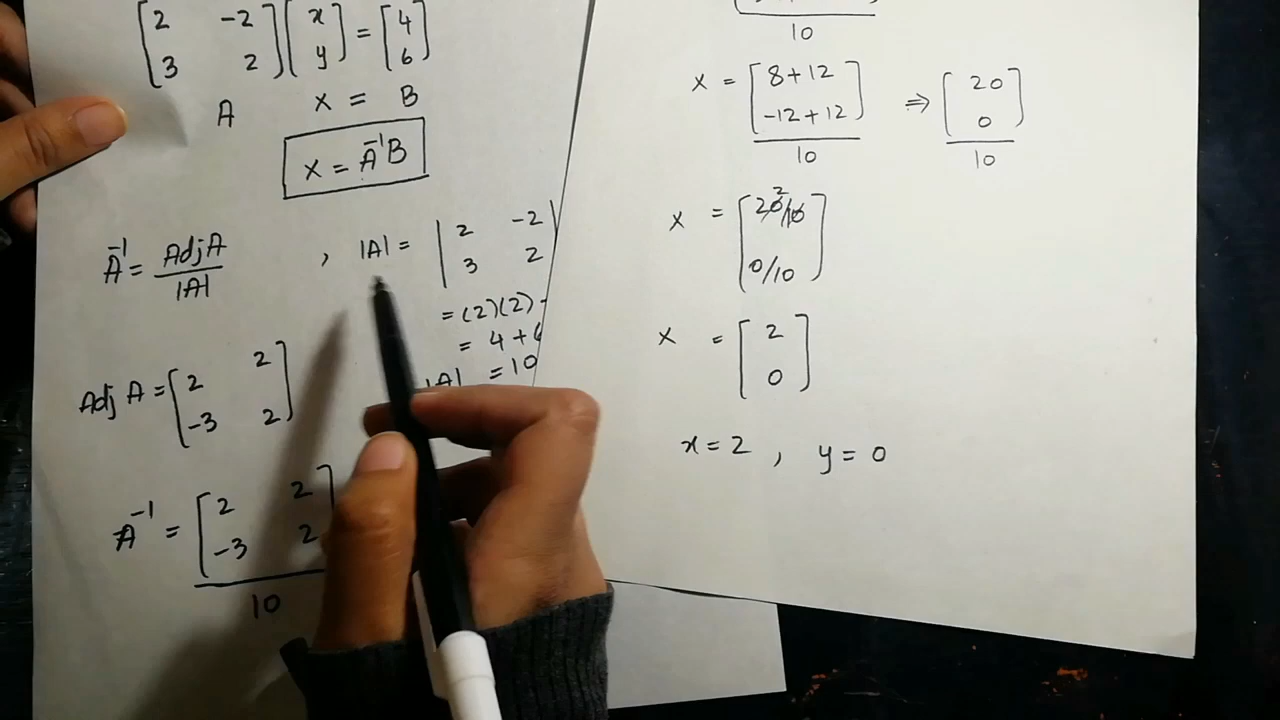 [2 -2] [x] = [4]
[3 2] [y] [6]
A X = B
X = A⁻¹B
A⁻¹ = AdjA / |A| , |A| = |2 -2|
|3 2|
= (2)(2) -
= 4 +
|A| = 10
Adj A = [2 2]
[-3 2]
A⁻¹ = [2 2]
[-3 2]
10
10
X = [8+12] ⇒ [20]
[-12+12] [0]
10 10
X = [20/10] 2
[0/10]
X = [2]
[0]
x = 2 , y = 0